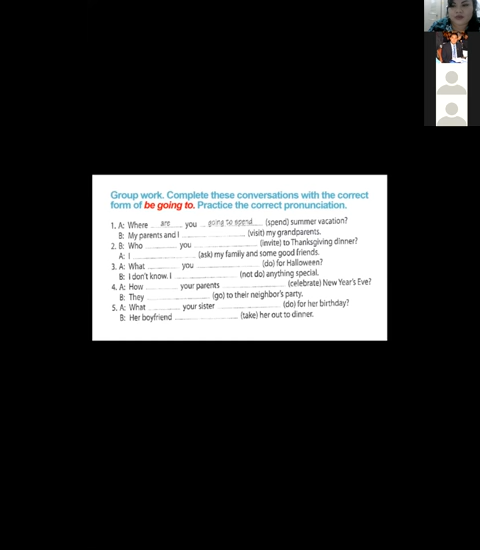 Group work. Complete these conversations with the correct
form of be going to. Practice the correct pronunciation.
1. A: Where are you going to spend (spend) summer vacation?
B: My parents and I (visit) my grandparents.
2. B: Who you (invite) to Thanksgiving dinner?
A: I (ask) my family and some good friends.
3. A: What you (do) for Halloween?
B: I don't know. I (not do) anything special.
4. A: How your parents (celebrate) New Year's Eve?
B: They (go) to their neighbor's party.
5. A: What your sister (do) for her birthday?
B: Her boyfriend (take) her out to dinner.